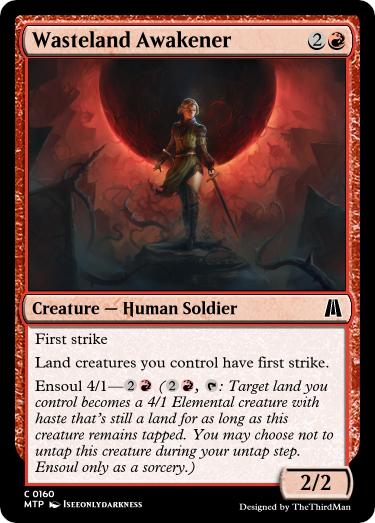 Wasteland Awakener 2
Creature — Human Soldier
First strike
Land creatures you control have first strike.
Ensoul 4/1—2 (2, : Target land you
control becomes a 4/1 Elemental creature with
haste that's still a land for as long as this
creature remains tapped. You may choose not to
untap this creature during your untap step.
Ensoul only as a sorcery.)
2/2
C 0160
MTP Iseeonlydarkness
Designed by TheThirdMan